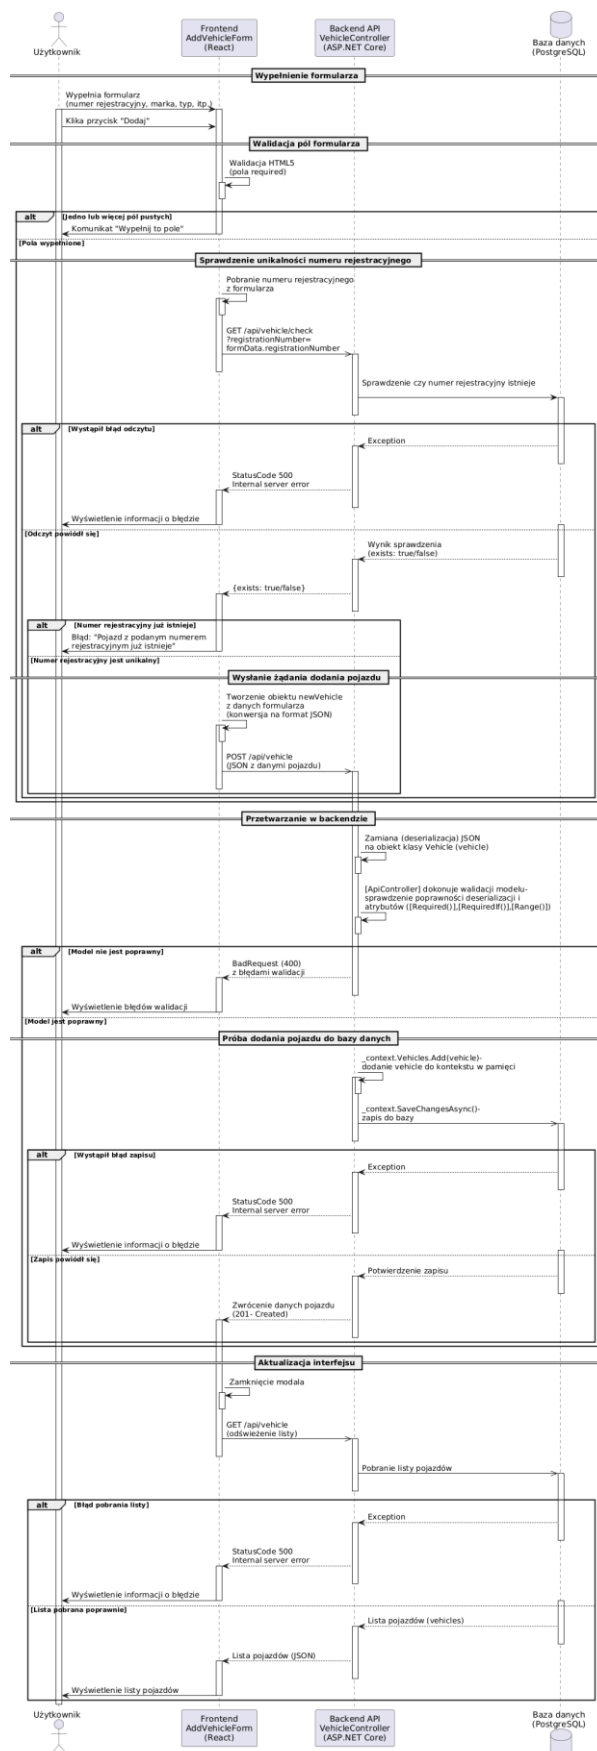 Użytkownik
Frontend
AddVehicleForm
(React)
Backend API
VehicleController
(ASP.NET Core)
Baza danych
(PostgreSQL)
Wypełnienie formularza
Wypełnia formularz
(numer rejestracyjny, marka, typ, itp.)
Klika przycisk "Dodaj"
Walidacja pól formularza
Walidacja HTML5
(pola required)
alt
[Jedno lub więcej pól pustych]
Komunikat "Wypełnij to pole"
[Pola wypełnione]
Sprawdzenie unikalności numeru rejestracyjnego
Pobranie numeru rejestracyjnego
z formularza
GET /api/vehicle/check
?registrationNumber=
formData.registrationNumber
Sprawdzenie czy numer rejestracyjny istnieje
alt
[Wystąpił błąd odczytu]
Exception
StatusCode 500
Internal server error
Wyświetlenie informacji o błędzie
[Odczyt powiódł się]
Wynik sprawdzenia
(exists: true/false)
{exists: true/false}
alt
[Numer rejestracyjny już istnieje]
Błąd: "Pojazd z podanym numerem
rejestracyjnym już istnieje"
[Numer rejestracyjny jest unikalny]
Wysłanie żądania dodania pojazdu
Tworzenie obiektu newVehicle
z danych formularza
(konwersja na format JSON)
POST /api/vehicle
(JSON z danymi pojazdu)
Przetwarzanie w backendzie
Zamiana (deserializacja) JSON
na obiekt klasy Vehicle (vehicle)
[ApiController] dokonuje walidacji modelu-
sprawdzenie poprawności deserializacji i
atrybutów ([Required()],[RequiredIf()],[Range()])
alt
[Model nie jest poprawny]
BadRequest (400)
z błędami walidacji
Wyświetlenie błędów walidacji
[Model jest poprawny]
Próba dodania pojazdu do bazy danych
_context.Vehicles.Add(vehicle)-
dodanie vehicle do kontekstu w pamięci
_context.SaveChangesAsync()-
zapis do bazy
alt
[Wystąpił błąd zapisu]
Exception
StatusCode 500
Internal server error
Wyświetlenie informacji o błędzie
[Zapis powiódł się]
Potwierdzenie zapisu
Zwrócenie danych pojazdu
(201- Created)
Aktualizacja interfejsu
Zamknięcie modala
GET /api/vehicle
(odświeżenie listy)
Pobranie listy pojazdów
alt
[Błąd pobrania listy]
Exception
StatusCode 500
Internal server error
Wyświetlenie informacji o błędzie
[Lista pobrana poprawnie]
Lista pojazdów (vehicles)
Lista pojazdów (JSON)
Wyświetlenie listy pojazdów
Użytkownik
Frontend
AddVehicleForm
(React)
Backend API
VehicleController
(ASP.NET Core)
Baza danych
(PostgreSQL)